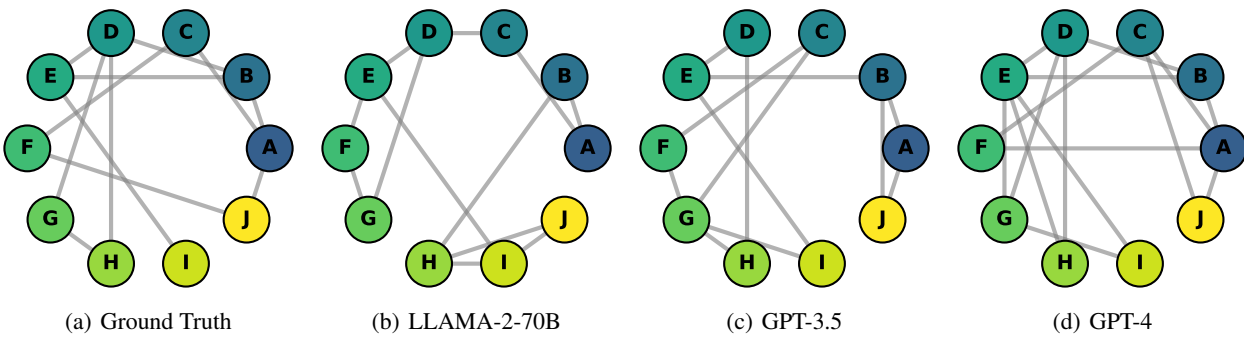 D C D C D C D C
E B E B E B E B
F A F A F A F A
G J G J G J G J
H I H I H I H I
(a) Ground Truth (b) LLAMA-2-70B (c) GPT-3.5 (d) GPT-4